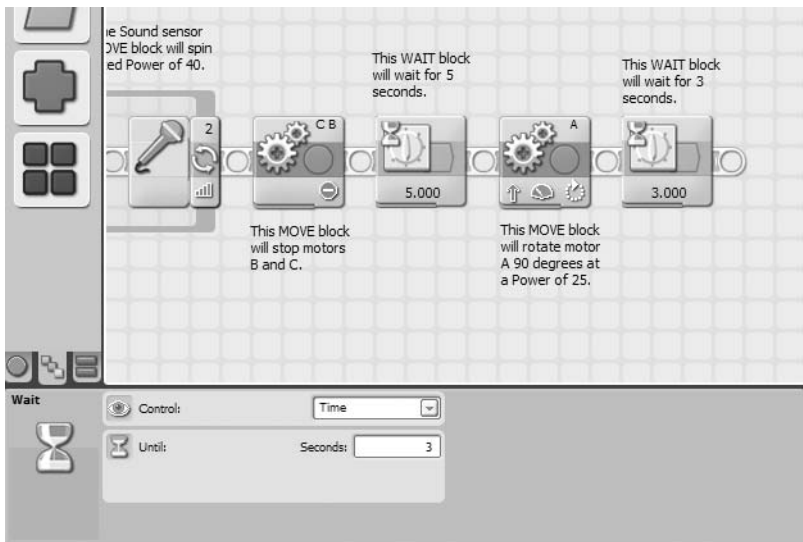 e Sound sensor
OVE block will spin
ed Power of 40.
This WAIT block
will wait for 5
seconds.
This WAIT block
will wait for 3
seconds.
2
C B
A
5.000
3.000
This MOVE block
will stop motors
B and C.
This MOVE block
will rotate motor
A 90 degrees at
a Power of 25.
Wait
Control:
Time
Until:
Seconds:
3